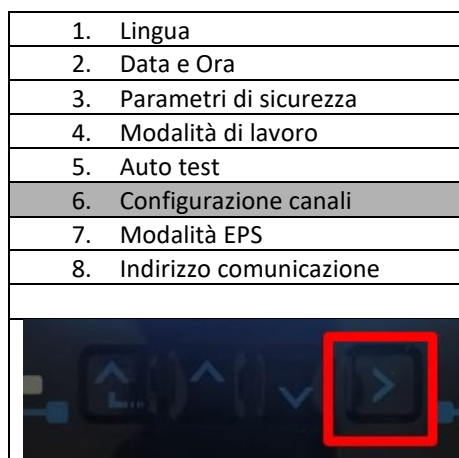 1. Lingua
2. Data e Ora
3. Parametri di sicurezza
4. Modalità di lavoro
5. Auto test
6. Configurazione canali
7. Modalità EPS
8. Indirizzo comunicazione